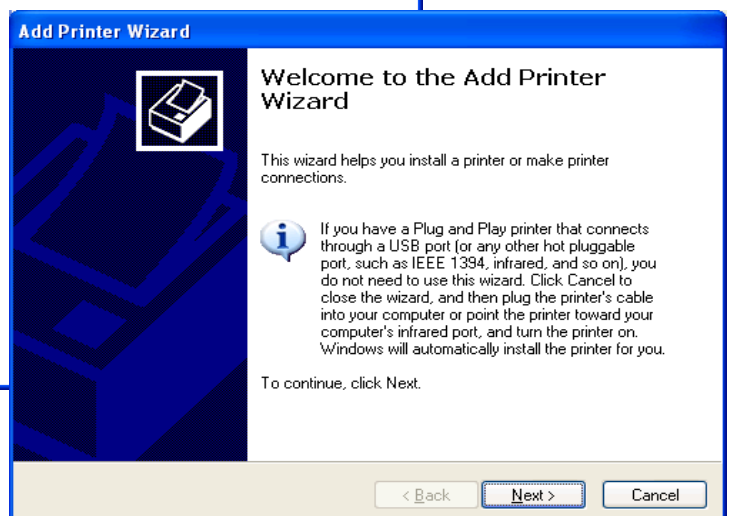 Add Printer Wizard
Welcome to the Add Printer
Wizard
This wizard helps you install a printer or make printer
connections.
If you have a Plug and Play printer that connects
through a USB port (or any other hot pluggable
port, such as IEEE 1394, infrared, and so on), you
do not need to use this wizard. Click Cancel to
close the wizard, and then plug the printer's cable
into your computer or point the printer toward your
computer's infrared port, and turn the printer on.
Windows will automatically install the printer for you.
To continue, click Next.
< Back Next > Cancel